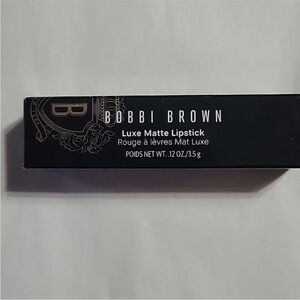 B
BOBBI BROWN
Luxe Matte Lipstick
Rouge à lèvres Mat Luxe
POIDS NET WT. .12 OZ./3.5 g